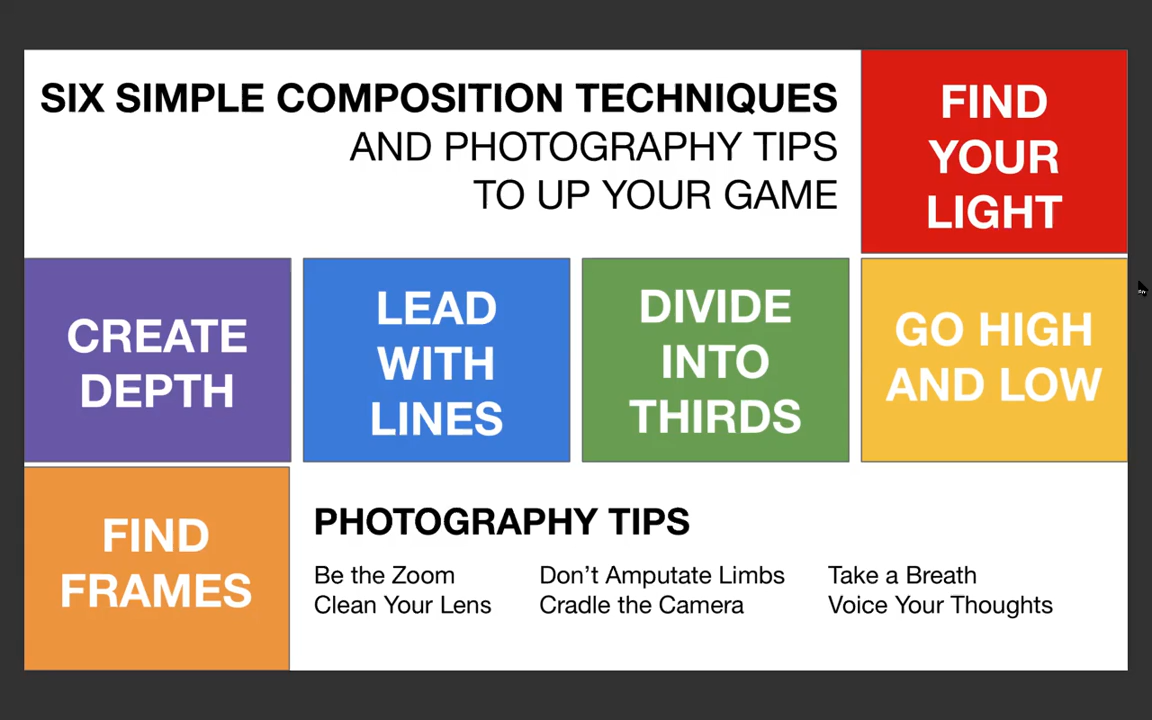 SIX SIMPLE COMPOSITION TECHNIQUES
AND PHOTOGRAPHY TIPS
TO UP YOUR GAME
FIND
YOUR
LIGHT
CREATE
DEPTH
LEAD
WITH
LINES
DIVIDE
INTO
THIRDS
GO HIGH
AND LOW
FIND
FRAMES
PHOTOGRAPHY TIPS
Be the Zoom
Clean Your Lens
Don’t Amputate Limbs
Cradle the Camera
Take a Breath
Voice Your Thoughts